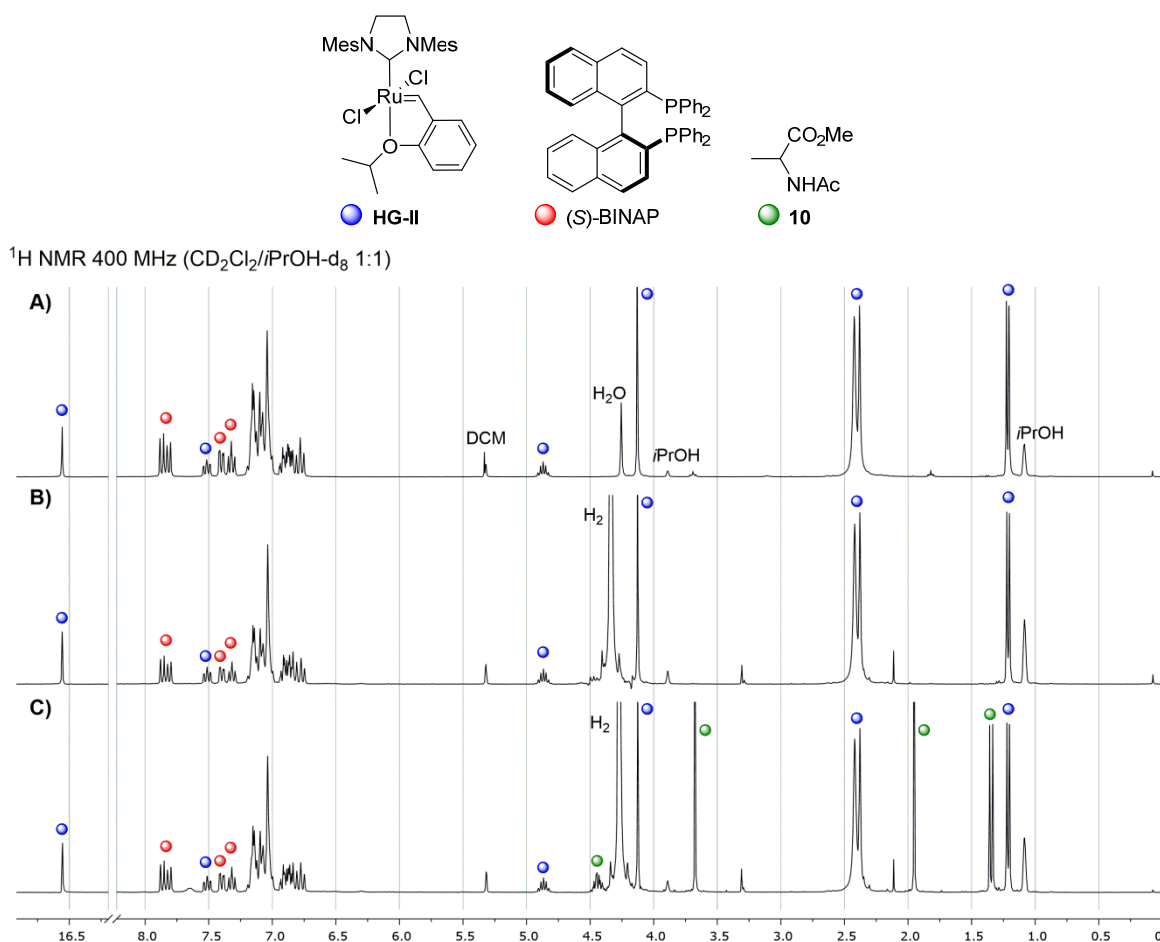 Mes N NMes
Cl
Ru
Cl
O
PPh2
PPh2
CO2Me
NHAc
HG-II
(S)-BINAP
10
1H NMR 400 MHz (CD2Cl2/iPrOH-d8 1:1)
A)
H2O
DCM
iPrOH
iPrOH
B)
H2
C)
H2
16.5 8.0 7.5 7.0 6.5 6.0 5.5 5.0 4.5 4.0 3.5 3.0 2.5 2.0 1.5 1.0 0.5 0